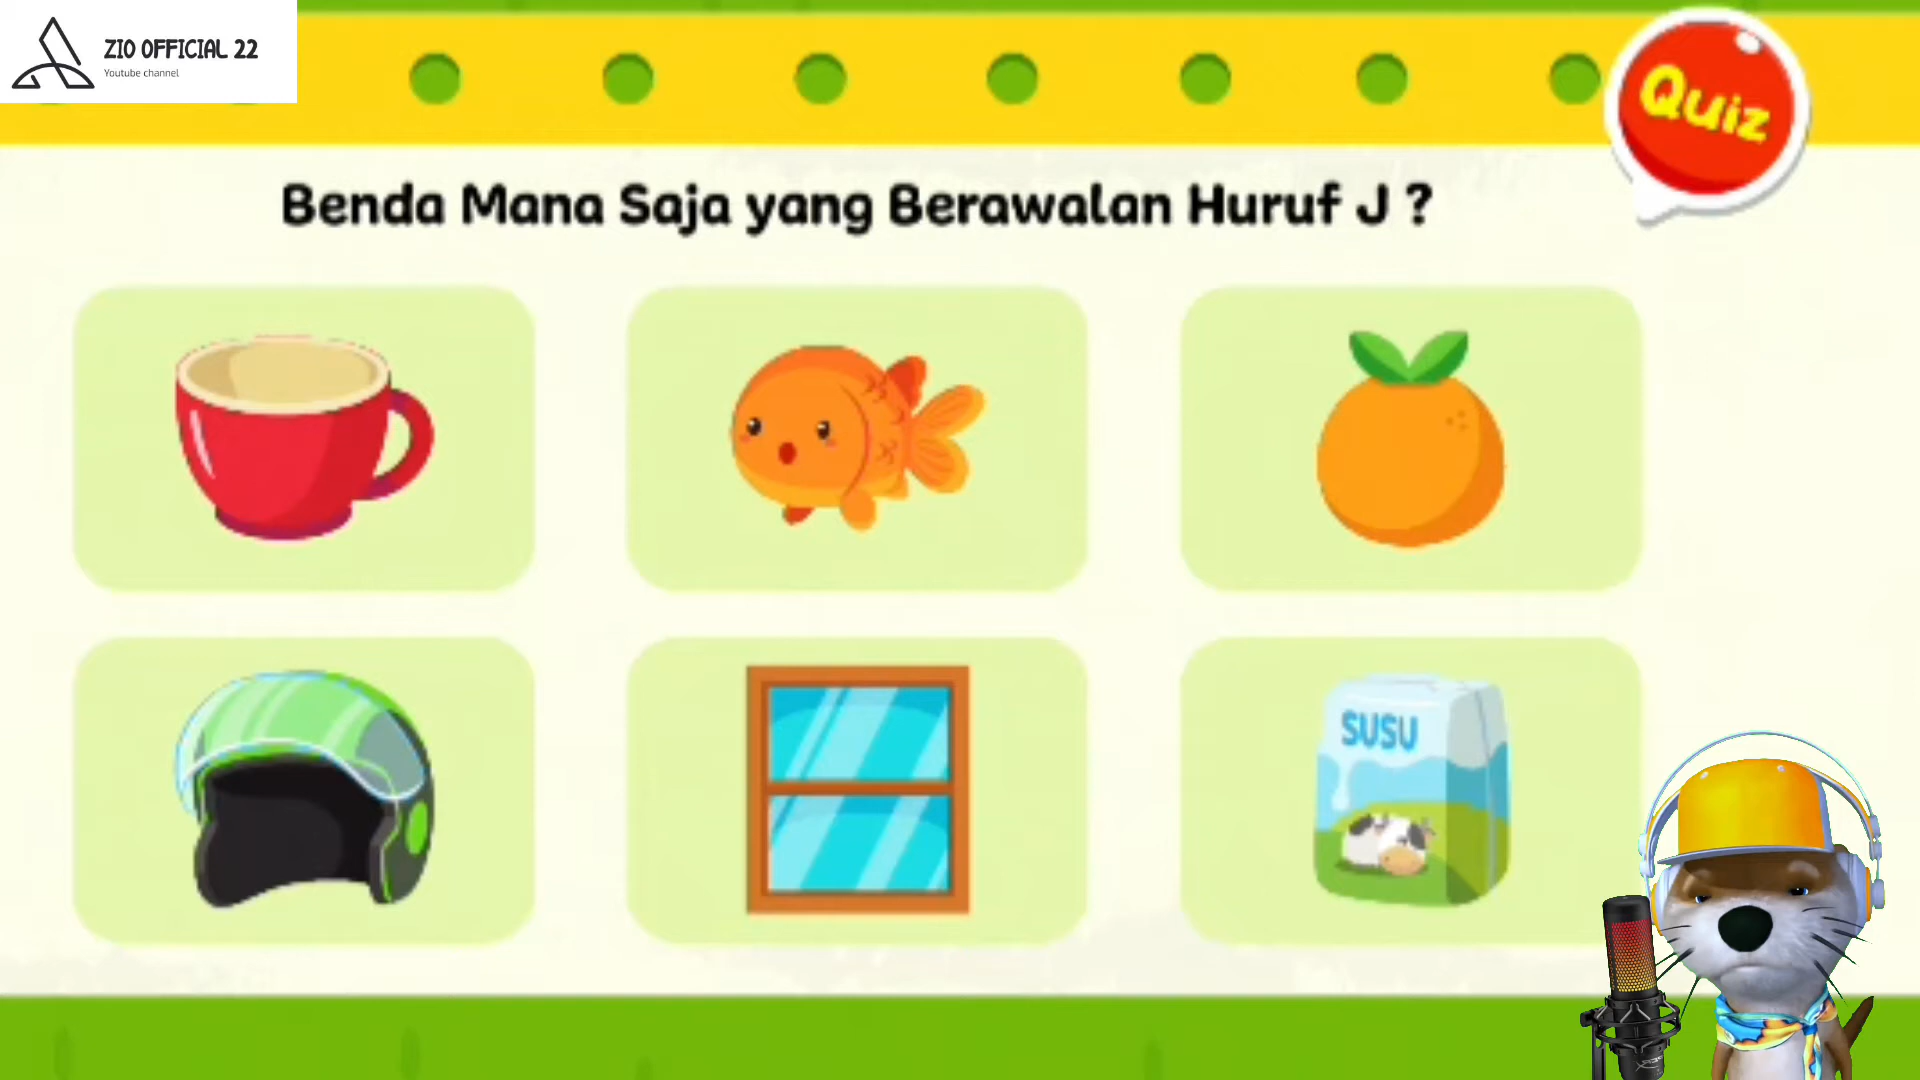 ZIO OFFICIAL 22
Youtube channel
Quiz
Benda Mana Saja yang Berawalan Huruf J ?
SUSU